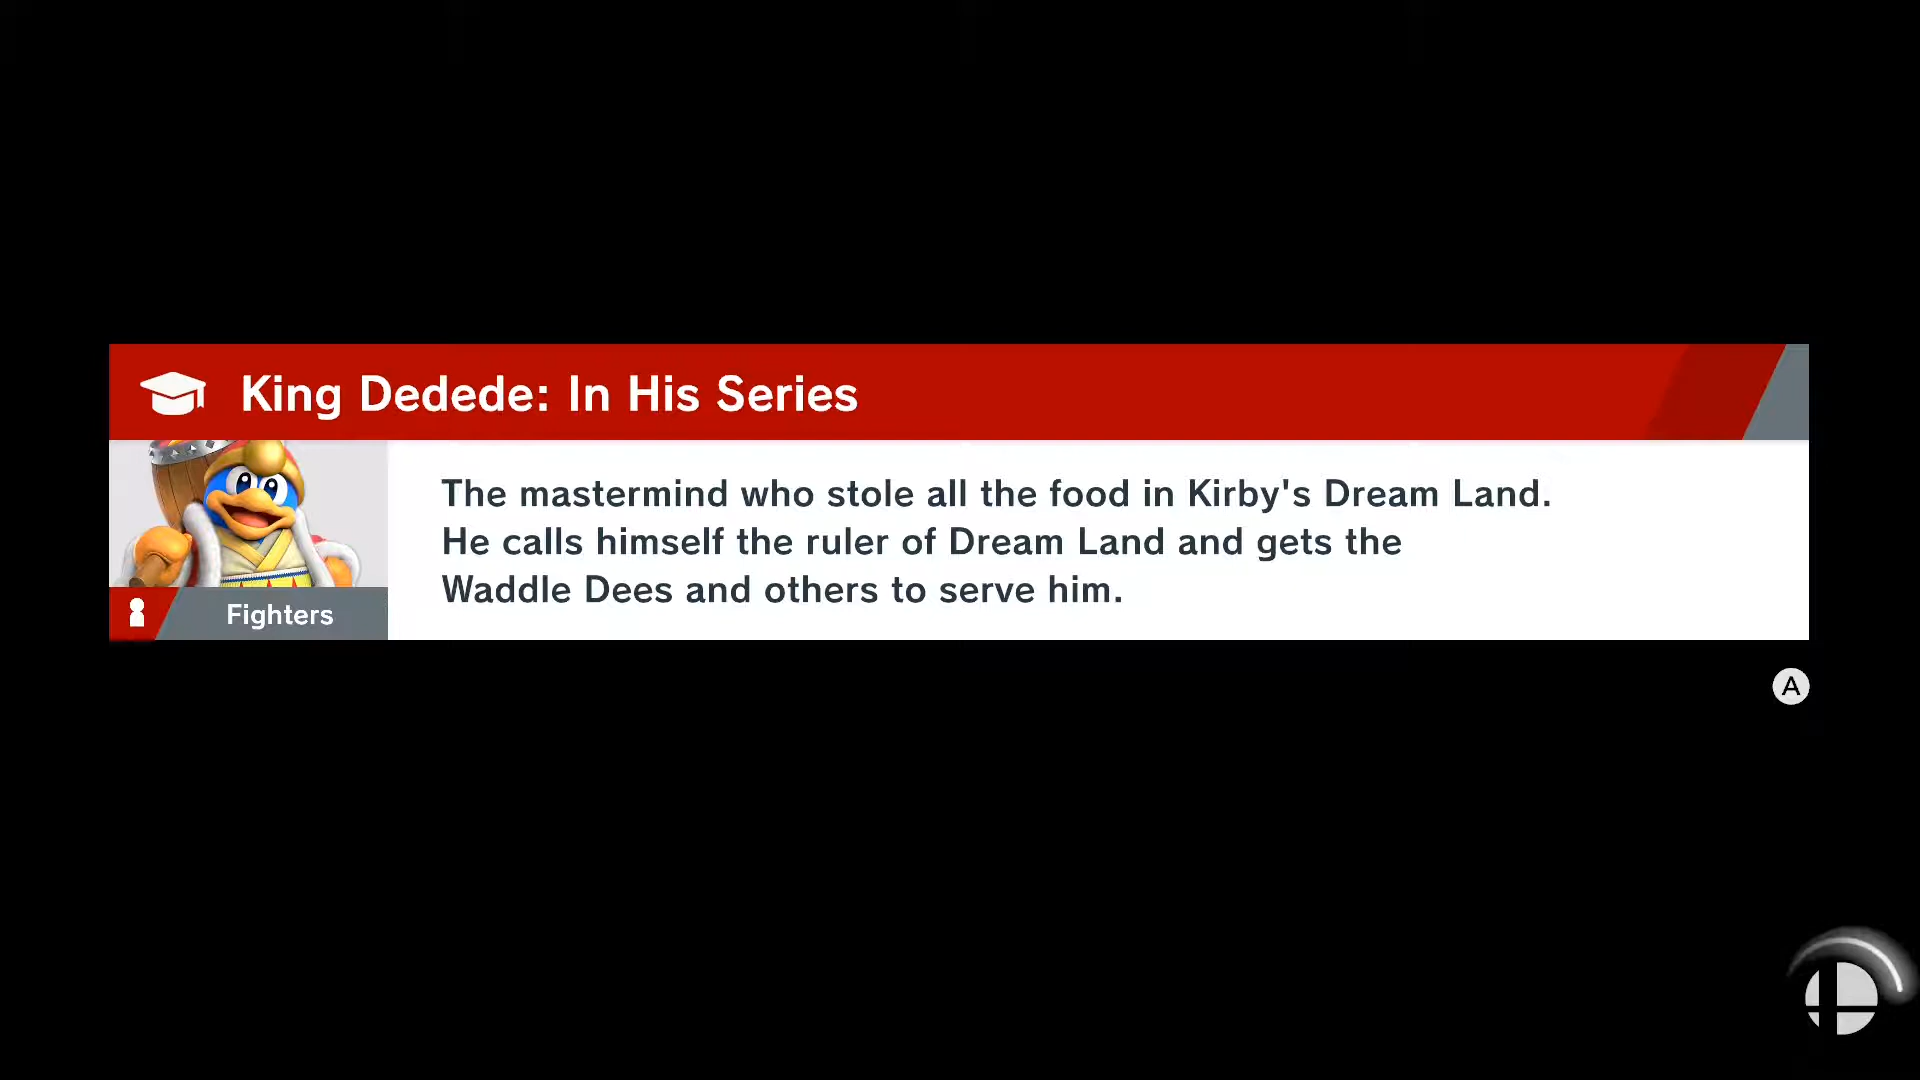 King Dedede: In His Series
The mastermind who stole all the food in Kirby's Dream Land.
He calls himself the ruler of Dream Land and gets the
Waddle Dees and others to serve him.
Fighters
A